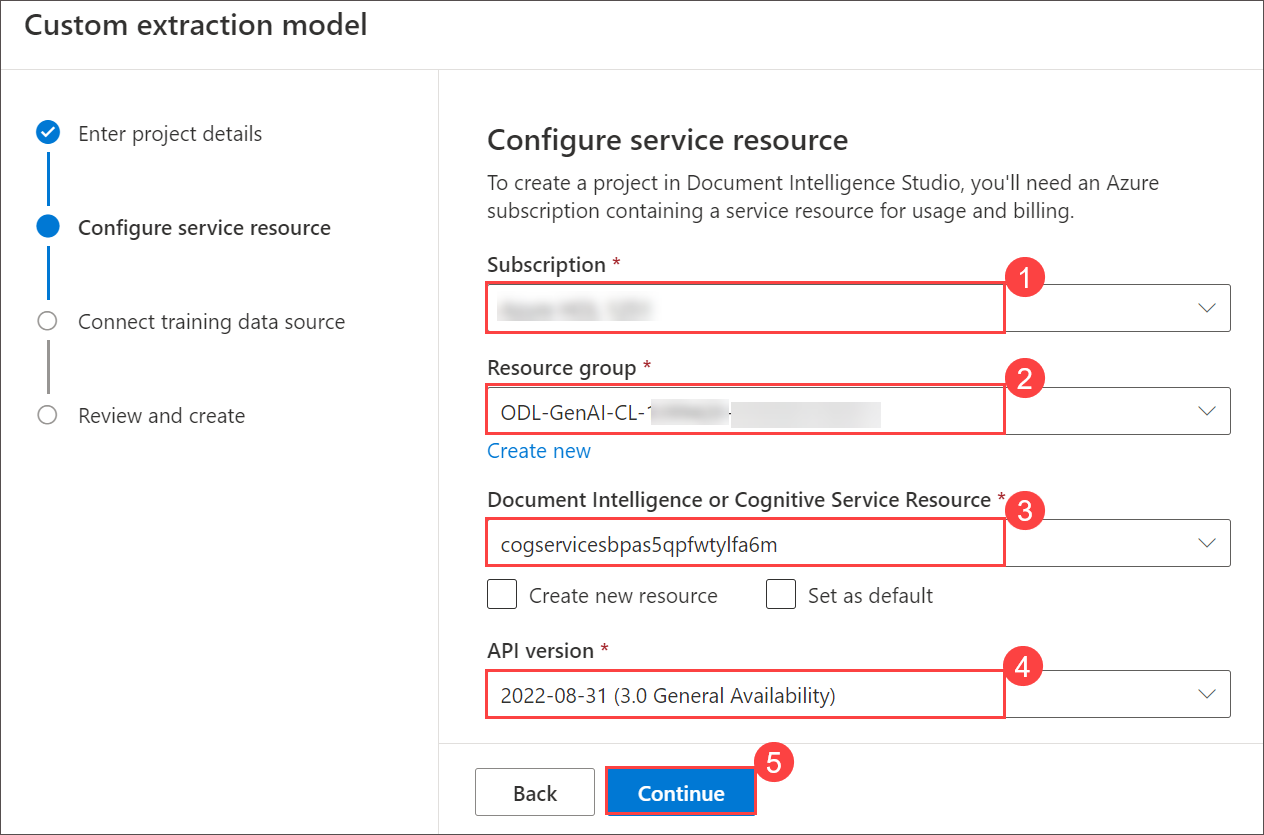 Custom extraction model
Enter project details
Configure service resource
Connect training data source
Review and create
Configure service resource
To create a project in Document Intelligence Studio, you'll need an Azure
subscription containing a service resource for usage and billing.
Subscription *
1
Resource group *
2
ODL-GenAI-CL-
Create new
Document Intelligence or Cognitive Service Resource *
3
cogservicesbpas5qpfwtylfa6m
Create new resource
Set as default
API version *
4
2022-08-31 (3.0 General Availability)
5
Back
Continue